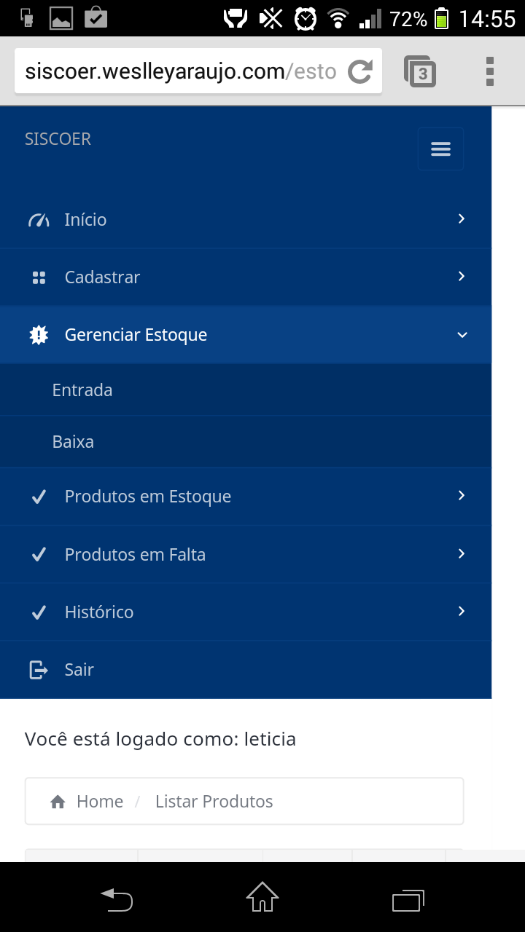 72% 14:55
siscoer.weslleyaraujo.com/esto 3
SISCOER
Início
Cadastrar
Gerenciar Estoque
Entrada
Baixa
Produtos em Estoque
Produtos em Falta
Histórico
Sair
Você está logado como: leticia
Home / Listar Produtos